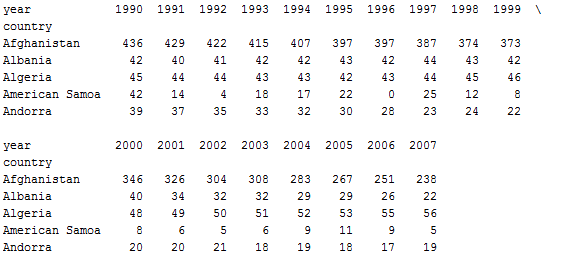 year 1990 1991 1992 1993 1994 1995 1996 1997 1998 1999 \
country
Afghanistan 436 429 422 415 407 397 397 387 374 373
Albania 42 40 41 42 42 43 42 44 43 42
Algeria 45 44 44 43 43 42 43 44 45 46
American Samoa 42 14 4 18 17 22 0 25 12 8
Andorra 39 37 35 33 32 30 28 23 24 22
year 2000 2001 2002 2003 2004 2005 2006 2007
country
Afghanistan 346 326 304 308 283 267 251 238
Albania 40 34 32 32 29 29 26 22
Algeria 48 49 50 51 52 53 55 56
American Samoa 8 6 5 6 9 11 9 5
Andorra 20 20 21 18 19 18 17 19